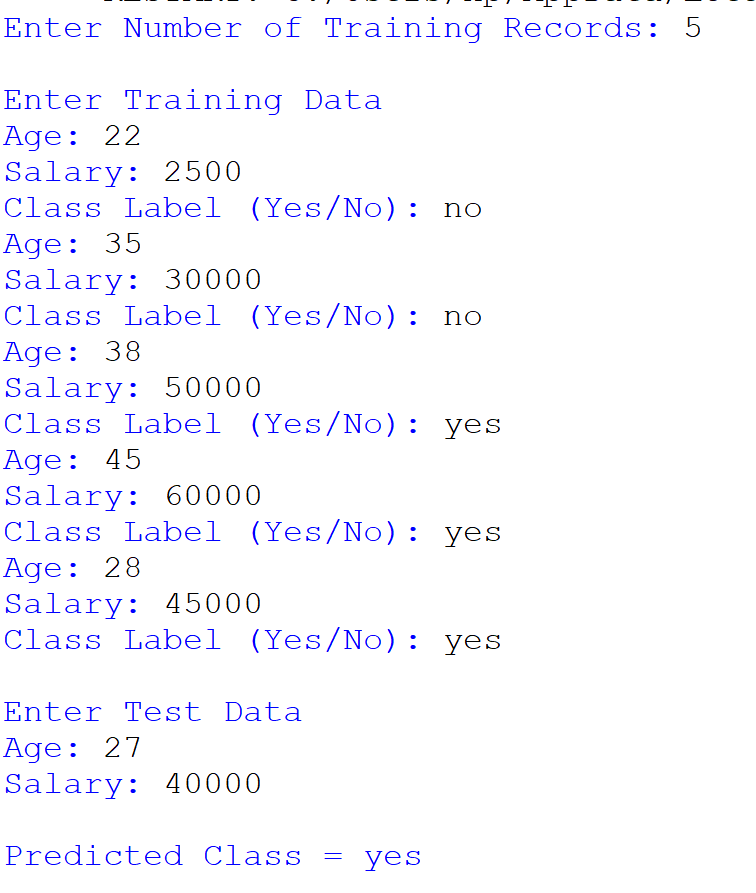 Enter Number of Training Records: 5
Enter Training Data
Age: 22
Salary: 2500
Class Label (Yes/No): no
Age: 35
Salary: 30000
Class Label (Yes/No): no
Age: 38
Salary: 50000
Class Label (Yes/No): yes
Age: 45
Salary: 60000
Class Label (Yes/No): yes
Age: 28
Salary: 45000
Class Label (Yes/No): yes
Enter Test Data
Age: 27
Salary: 40000
Predicted Class = yes